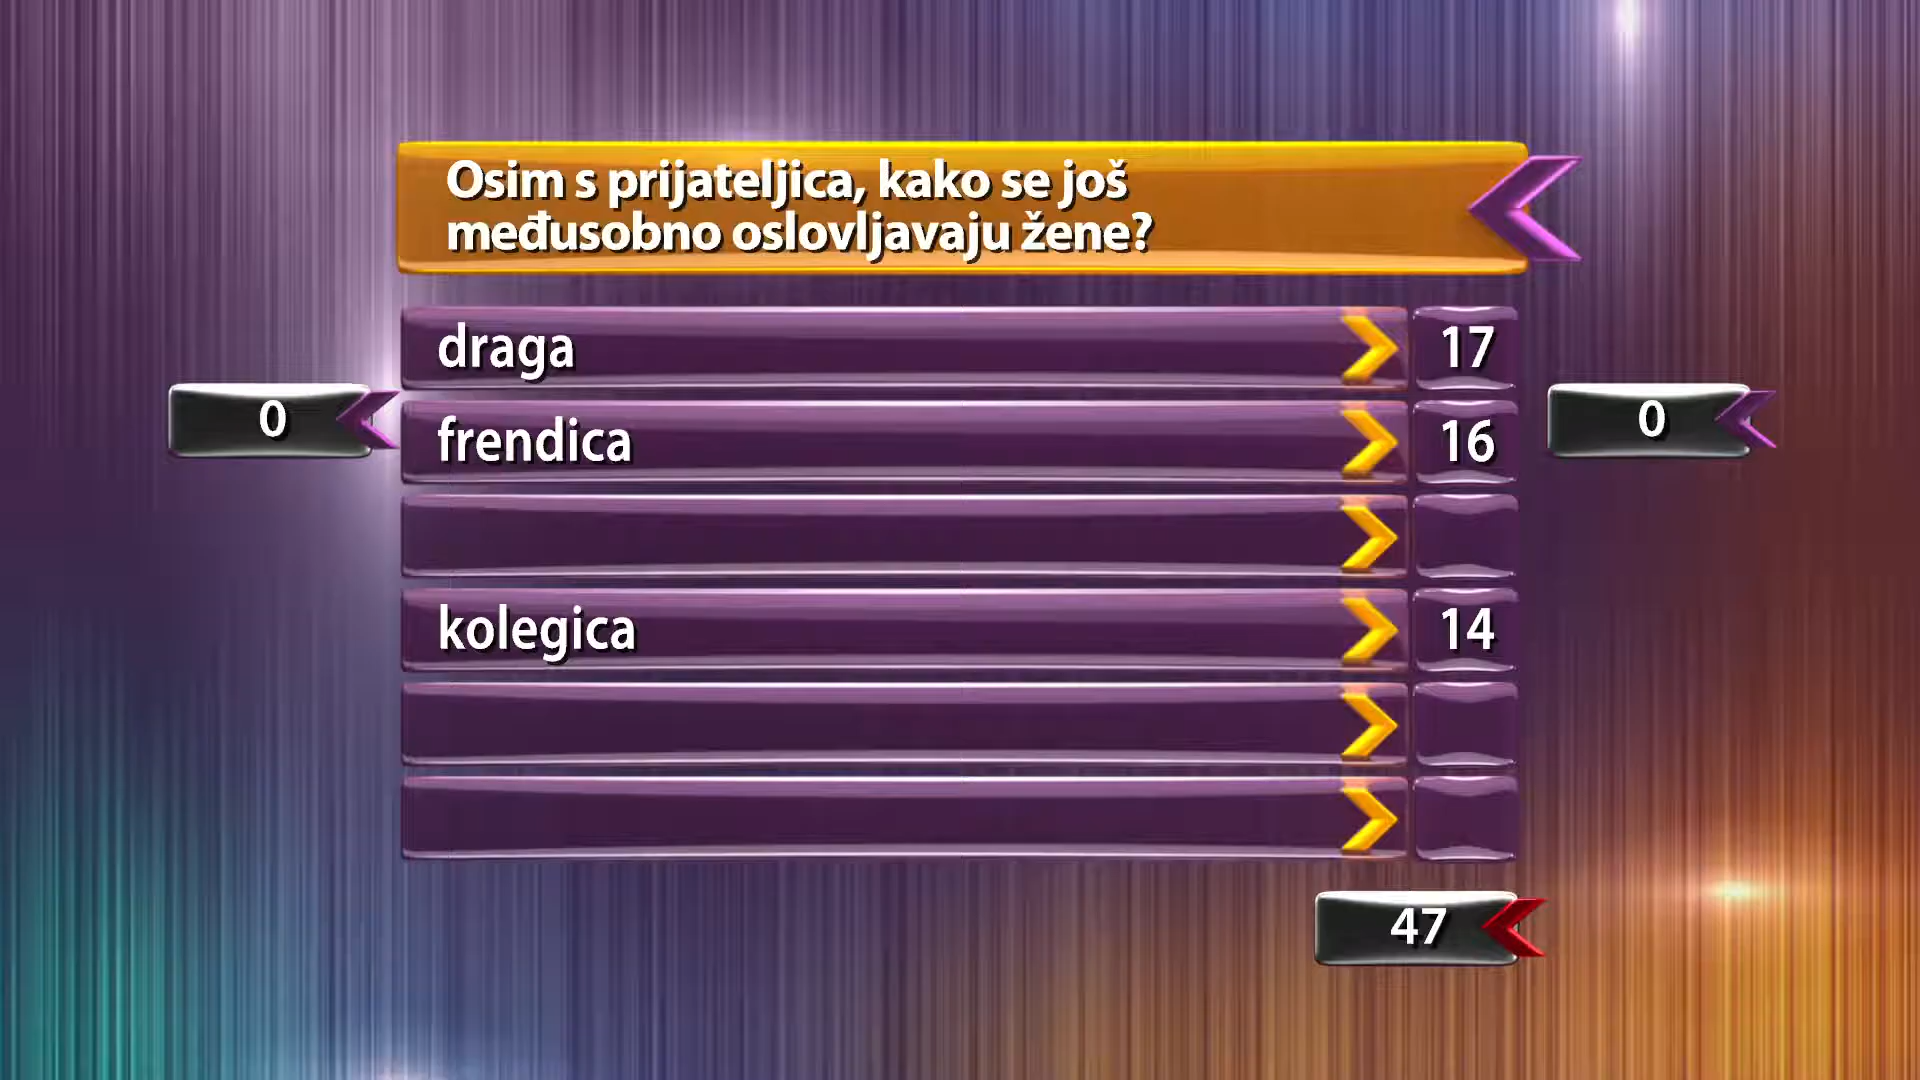 Osim s prijateljica, kako se još
međusobno oslovljavaju žene?
draga 17
0
frendica 16
0
kolegica 14
47